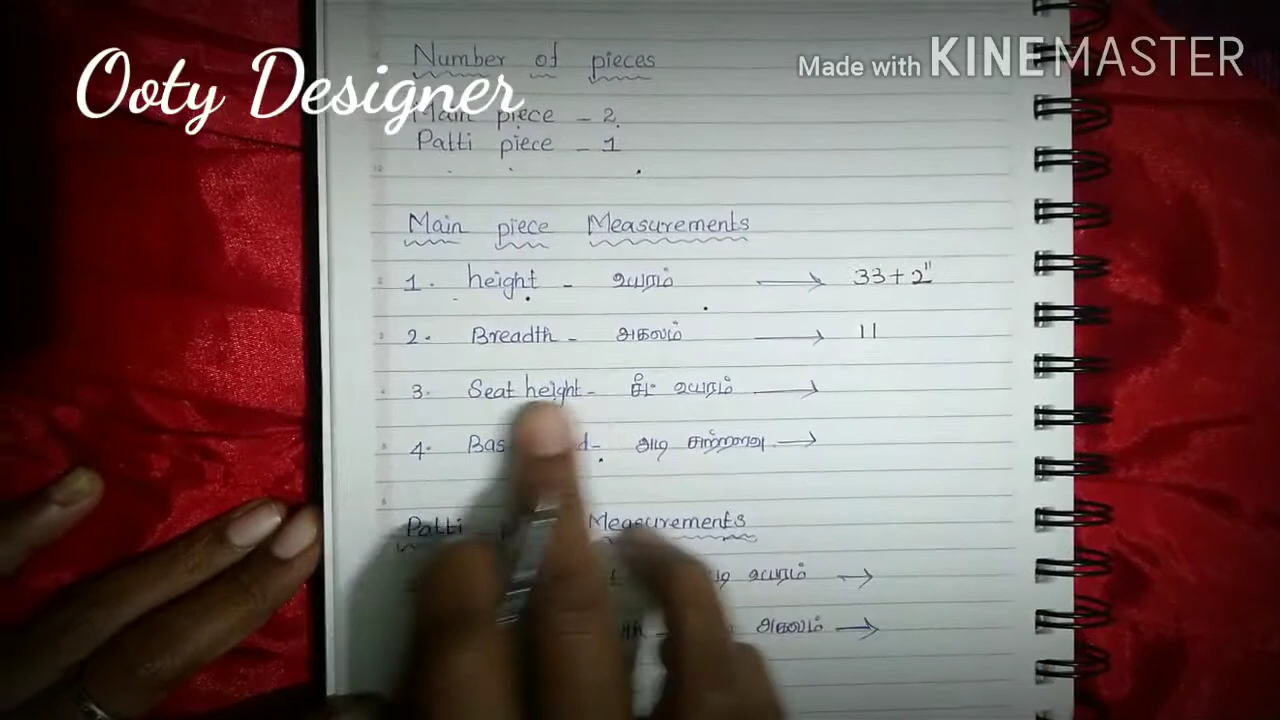 Ooty Designer
Made with KINEMASTER
Number of pieces
Main piece - 2
Patti piece - 1
Main piece Measurements
1. height - உயரம் → 33+2"
2. Breadth - அகலம் → 11
3. Seat height - சீட் உயரம் →
4. அடி சுற்றளவு →
Patti Measurements
உயரம் →
அகலம் →